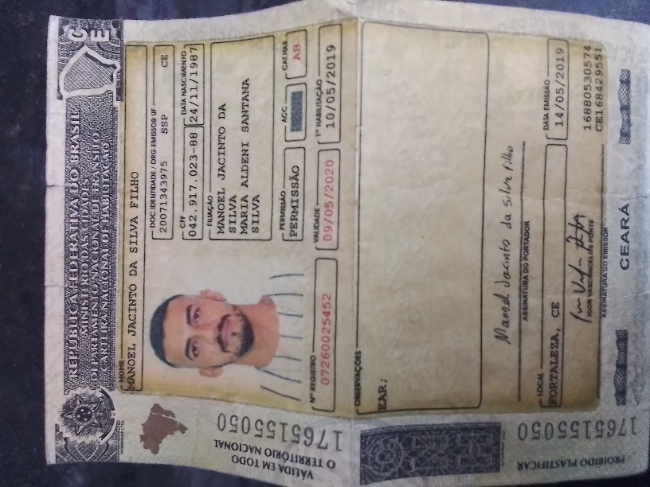 CE
REPÚBLICA FEDERATIVA DO BRASIL
MINISTÉRIO DAS CIDADES
DEPARTAMENTO NACIONAL DE TRÂNSITO
CARTEIRA NACIONAL DE HABILITAÇÃO
NOME
MANOEL JACINTO DA SILVA FILHO
DOC IDENTIDADE / ORG EMISSOR UF
20071343975 SSP CE
CPF
042.917.023-88
DATA NASCIMENTO
24/11/1987
FILIAÇÃO
MANOEL JACINTO DA
SILVA
MARIA ALDENI SANTANA
SILVA
PERMISSÃO
PERMISSÃO
ACC
CAT HAB
AB
Nº REGISTRO
07260025452
VALIDADE
09/05/2020
1ª HABILITAÇÃO
10/05/2019
VÁLIDA EM TODO
O TERRITÓRIO NACIONAL
1765155050
OBSERVAÇÕES
EAR;
Manoel Jacinto da Silva Filho
ASSINATURA DO PORTADOR
LOCAL
FORTALEZA, CE
DATA EMISSÃO
14/05/2019
IGOR VASCONCELOS PONTE
ASSINATURA DO EMISSOR
16880530574
CE168429551
CEARÁ
PROIBIDO PLASTIFICAR
1765155050